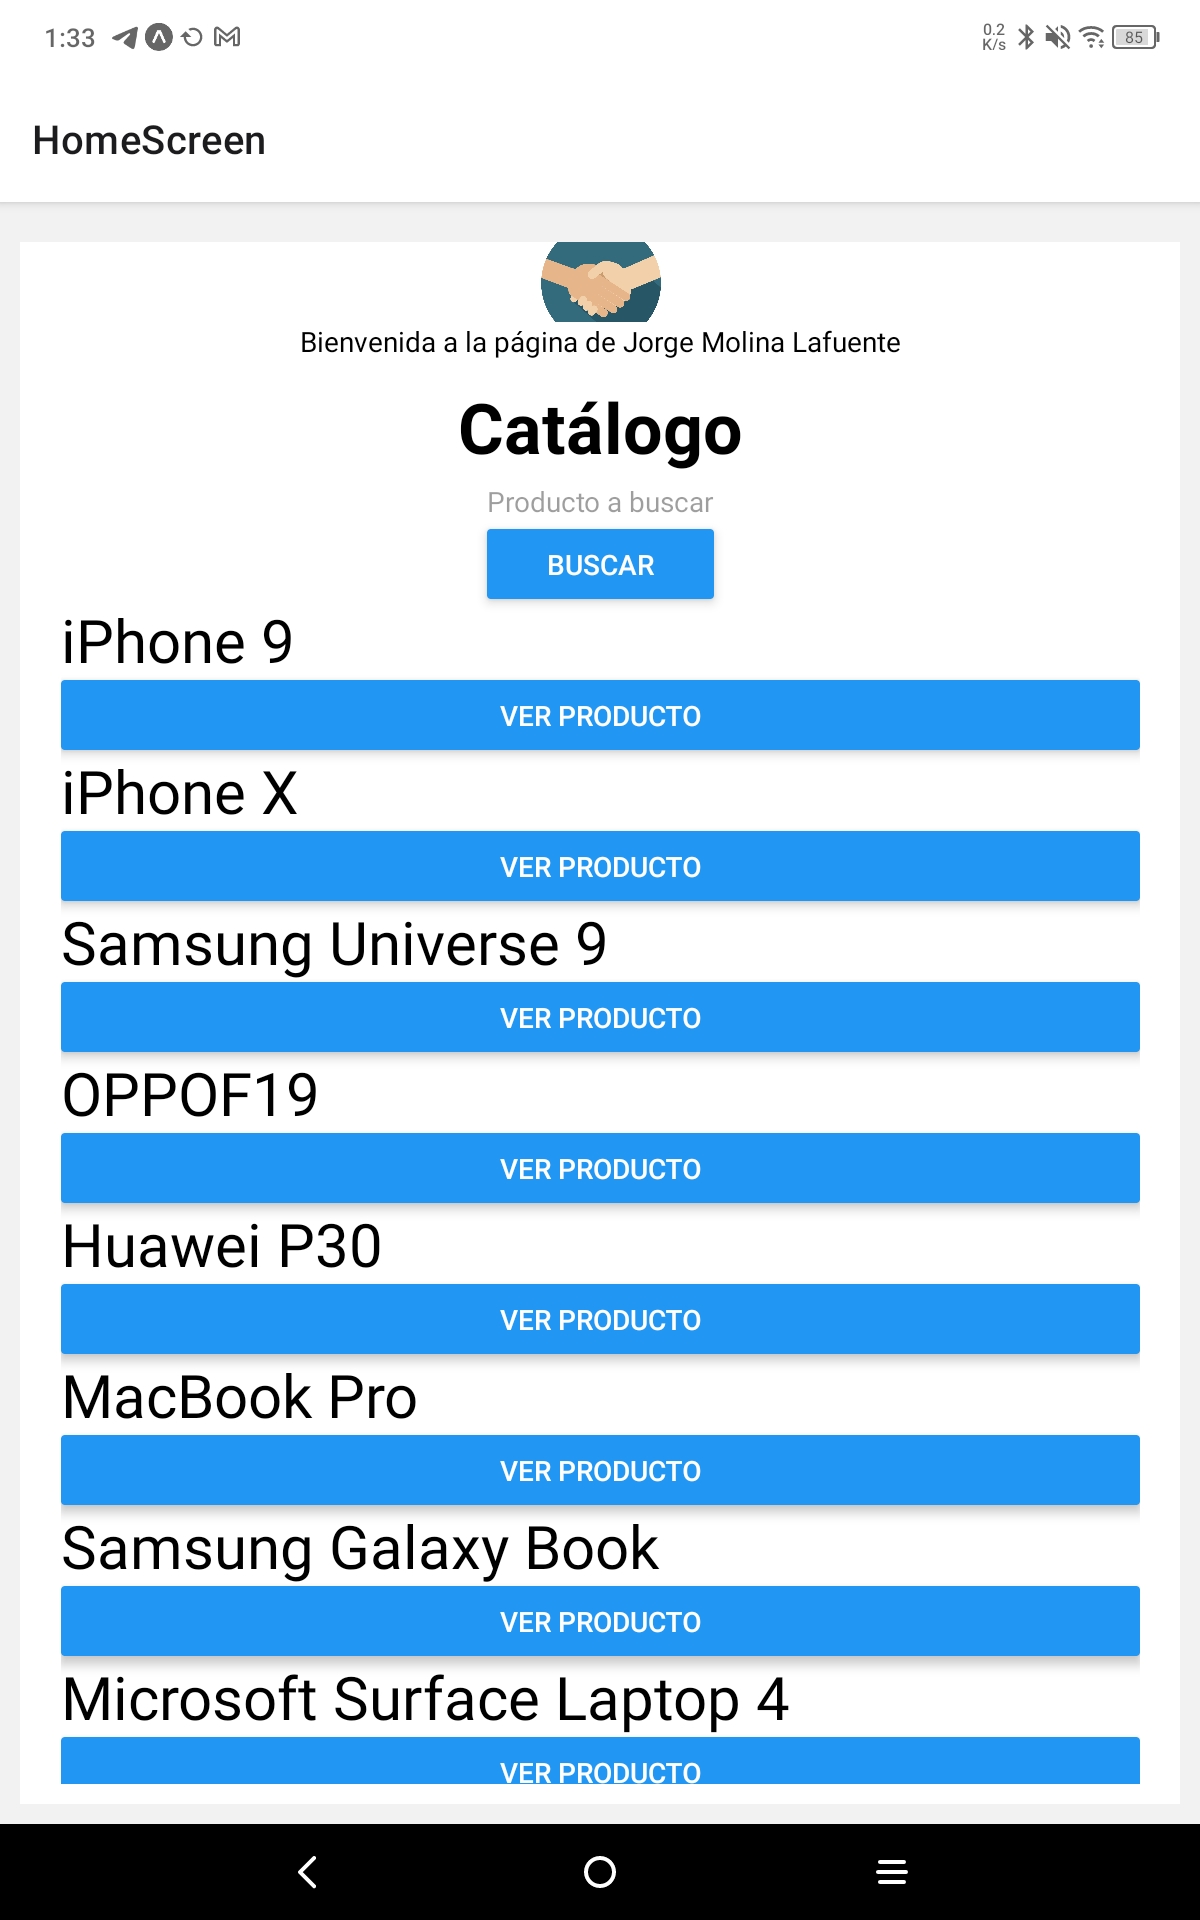 1:33
0.2
K/s
85
HomeScreen
Bienvenida a la página de Jorge Molina Lafuente
Catálogo
Producto a buscar
BUSCAR
iPhone 9
VER PRODUCTO
iPhone X
VER PRODUCTO
Samsung Universe 9
VER PRODUCTO
OPPOF19
VER PRODUCTO
Huawei P30
VER PRODUCTO
MacBook Pro
VER PRODUCTO
Samsung Galaxy Book
VER PRODUCTO
Microsoft Surface Laptop 4
VER PRODUCTO